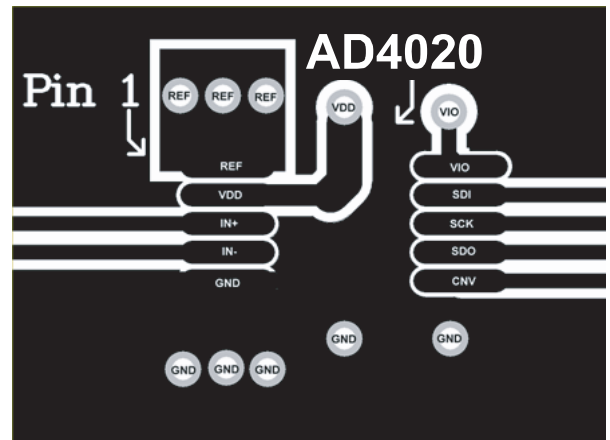 AD4020
Pin 1
REF REF REF
VDD
VIO
REF
VDD
IN+
IN-
GND
VIO
SDI
SCK
SDO
CNV
GND
GND
GND GND GND